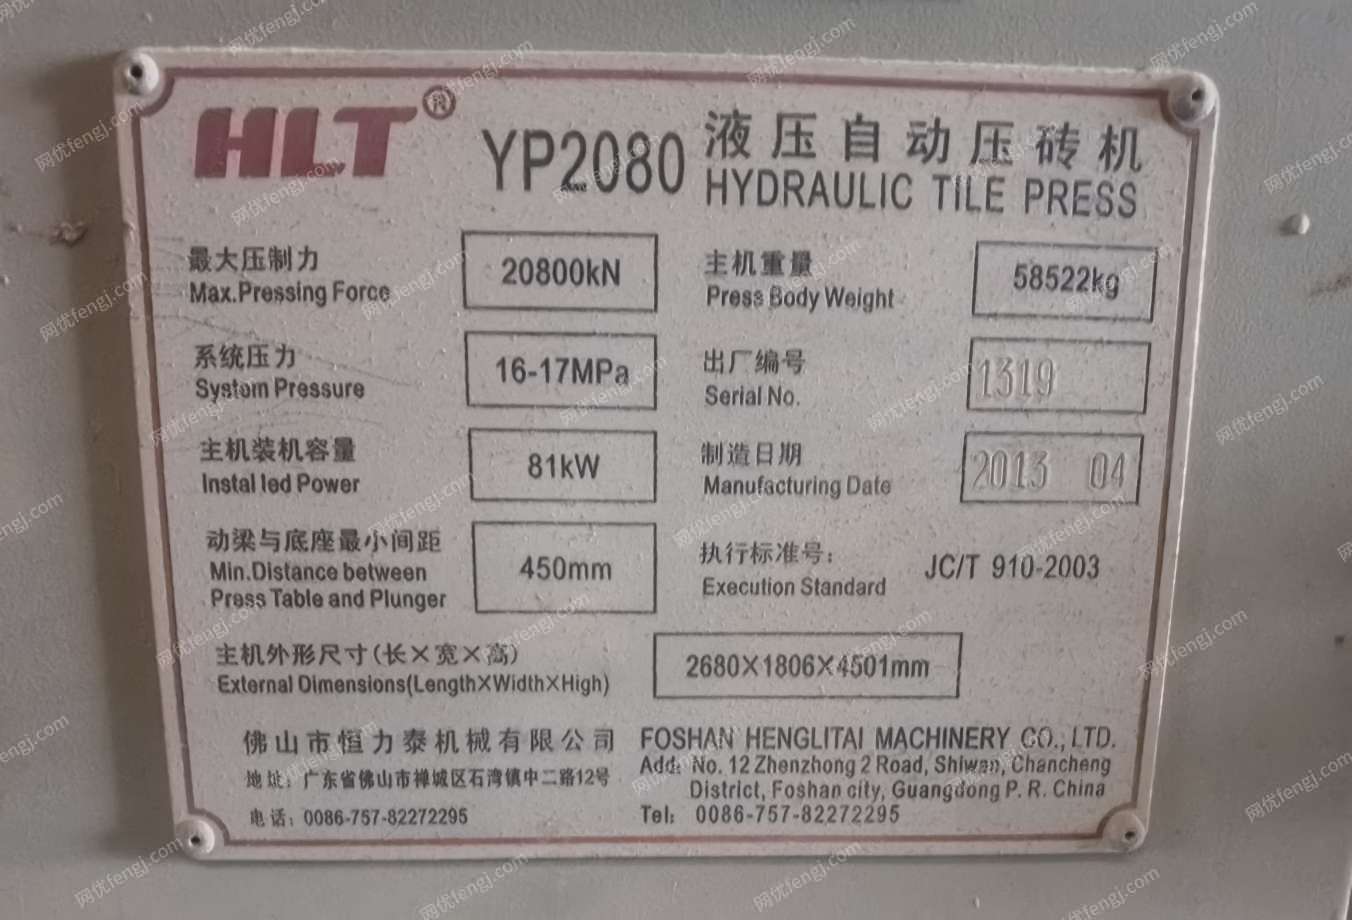 HLT® YP2080 液压自动压砖机
HYDRAULIC TILE PRESS
最大压制力
Max.Pressing Force
20800kN
主机重量
Press Body Weight
58522kg
系统压力
System Pressure
16-17MPa
出厂编号
Serial No.
1319
主机装机容量
Installed Power
81kW
制造日期
Manufacturing Date
2013 04
动梁与底座最小间距
Min.Distance between
Press Table and Plunger
450mm
执行标准号:
Execution Standard
JC/T 910-2003
主机外形尺寸(长×宽×高)
External Dimensions(Length×Width×High)
2680×1806×4501mm
佛山市恒力泰机械有限公司
地址: 广东省佛山市禅城区石湾镇中二路12号
电话: 0086-757-82272295
FOSHAN HENGLITAI MACHINERY CO., LTD.
Add: No. 12 Zhenzhong 2 Road, Shiwan, Chancheng
District, Foshan city, Guangdong P. R. China
Tel: 0086-757-82272295
网优fengj.com